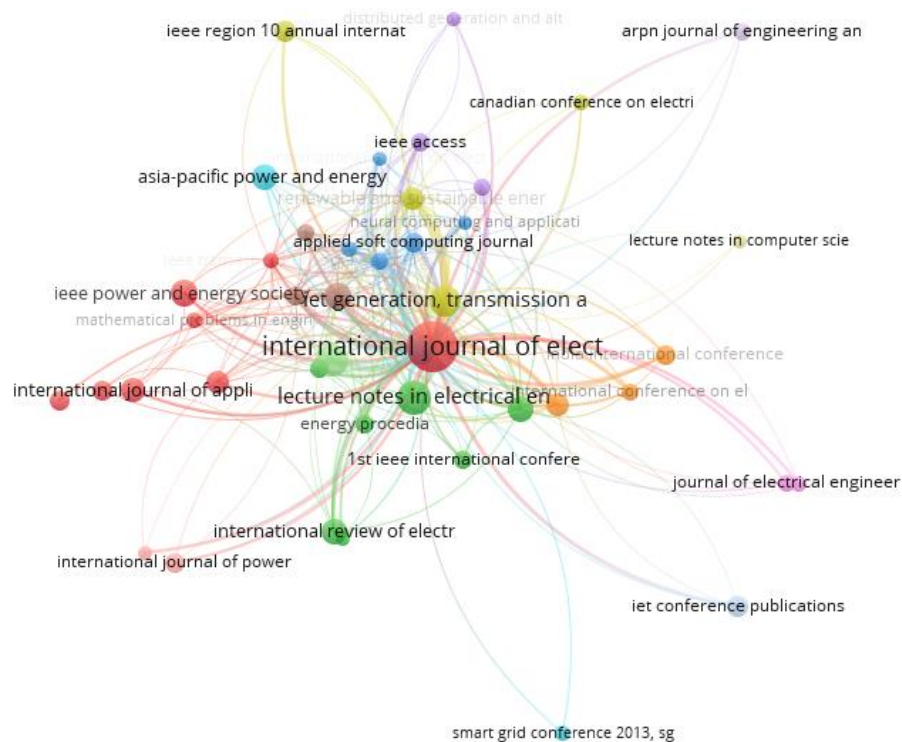 distributed generation and alt
ieee region 10 annual internat
arpn journal of engineering an
canadian conference on electri
ieee access
asia-pacific power and energy
renewable and sustainable ener
neural computing and applicati
applied soft computing journal
lecture notes in computer scie
ieee power and energy society
iet generation, transmission a
mathematical problems in engin
international journal of elect
india international conference
international journal of appli
lecture notes in electrical en
international conference on el
energy procedia
1st ieee international confere
journal of electrical engineer
international review of electr
international journal of power
iet conference publications
smart grid conference 2013, sg